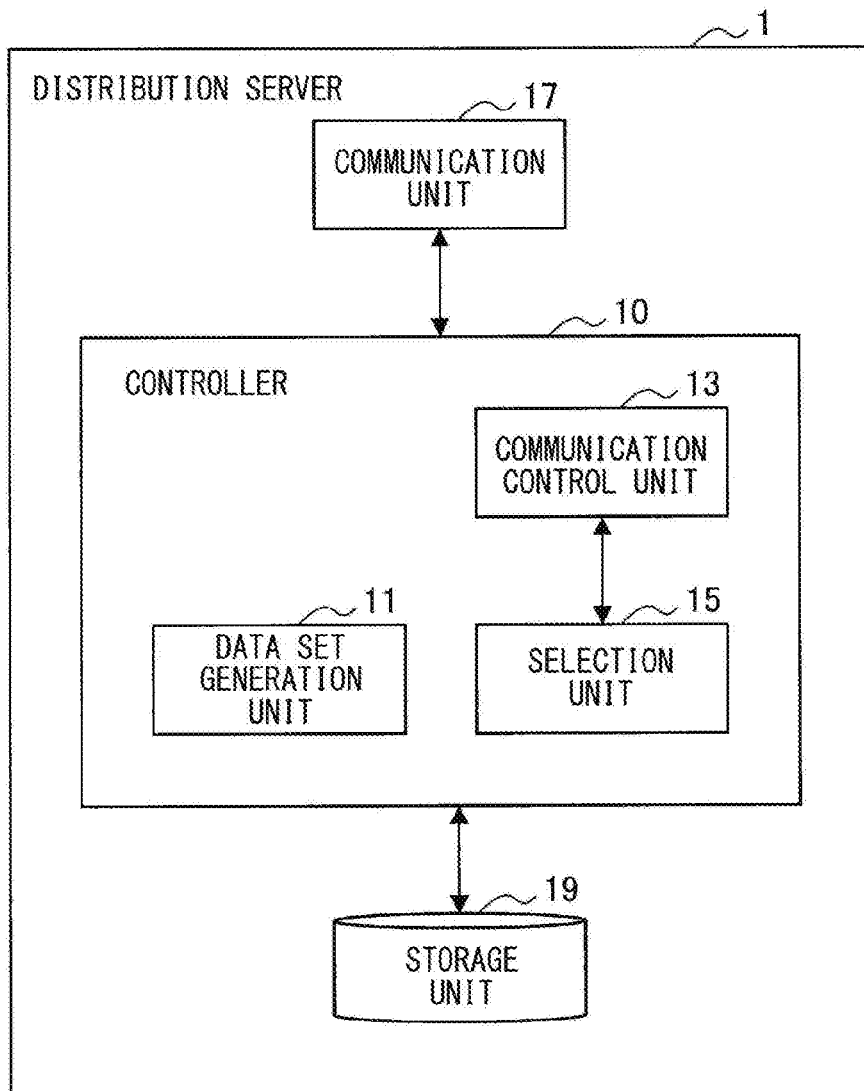 1
DISTRIBUTION SERVER
17
COMMUNICATION
UNIT
10
CONTROLLER
13
COMMUNICATION
CONTROL UNIT
11
DATA SET
GENERATION
UNIT
15
SELECTION
UNIT
19
STORAGE
UNIT